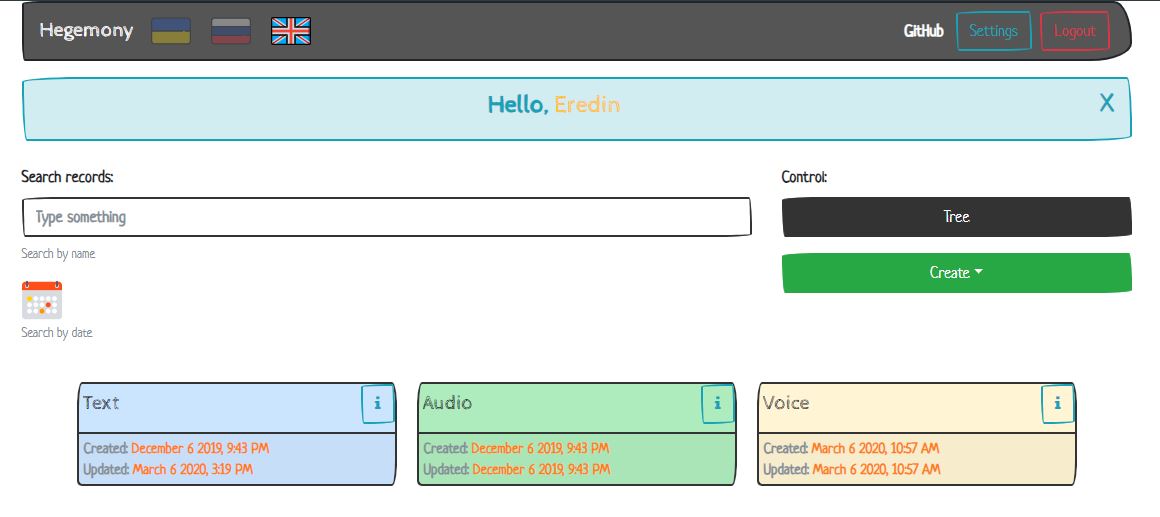 Hegemony GitHub Settings Logout
Hello, Eredin X
Search records:
Type something
Search by name
Search by date
Control:
Tree
Create
Text i
Created: December 6 2019, 9:43 PM
Updated: March 6 2020, 3:19 PM
Audio i
Created: December 6 2019, 9:43 PM
Updated: December 6 2019, 9:43 PM
Voice i
Created: March 6 2020, 10:57 AM
Updated: March 6 2020, 10:57 AM